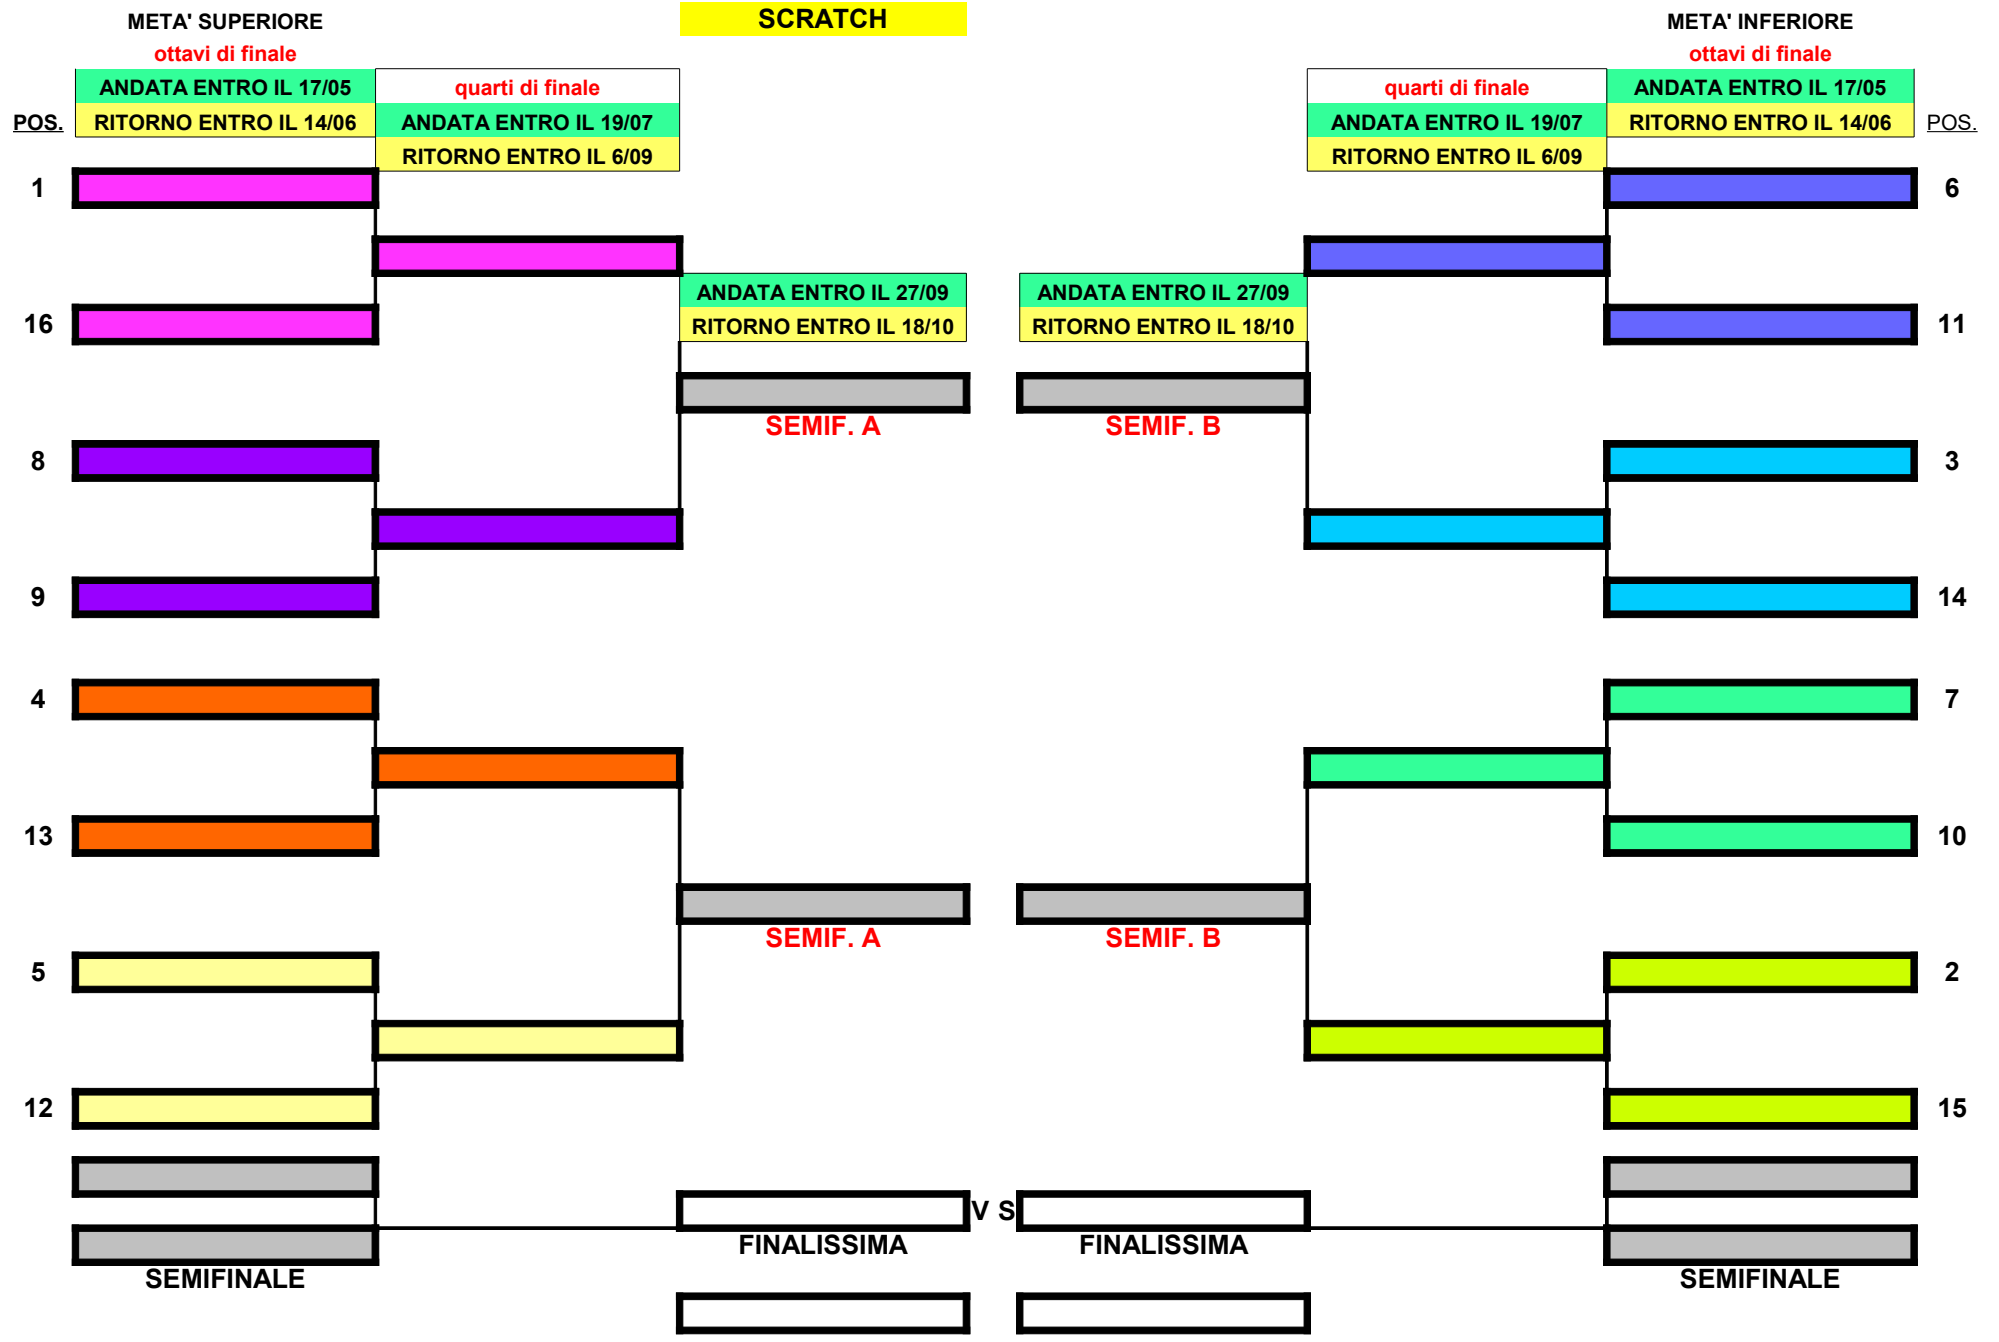 META' SUPERIORE SCRATCH META' INFERIORE
ottavi di finale ottavi di finale
ANDATA ENTRO IL 17/05 quarti di finale quarti di finale ANDATA ENTRO IL 17/05
POS. RITORNO ENTRO IL 14/06 ANDATA ENTRO IL 19/07 ANDATA ENTRO IL 19/07 RITORNO ENTRO IL 14/06 POS.
RITORNO ENTRO IL 6/09 RITORNO ENTRO IL 6/09
1 6
ANDATA ENTRO IL 27/09 ANDATA ENTRO IL 27/09
16 RITORNO ENTRO IL 18/10 RITORNO ENTRO IL 18/10 11
SEMIF. A SEMIF. B
8 3
9 14
4 7
13 10
SEMIF. A SEMIF. B
5 2
12 15
V S
FINALISSIMA FINALISSIMA
SEMIFINALE SEMIFINALE